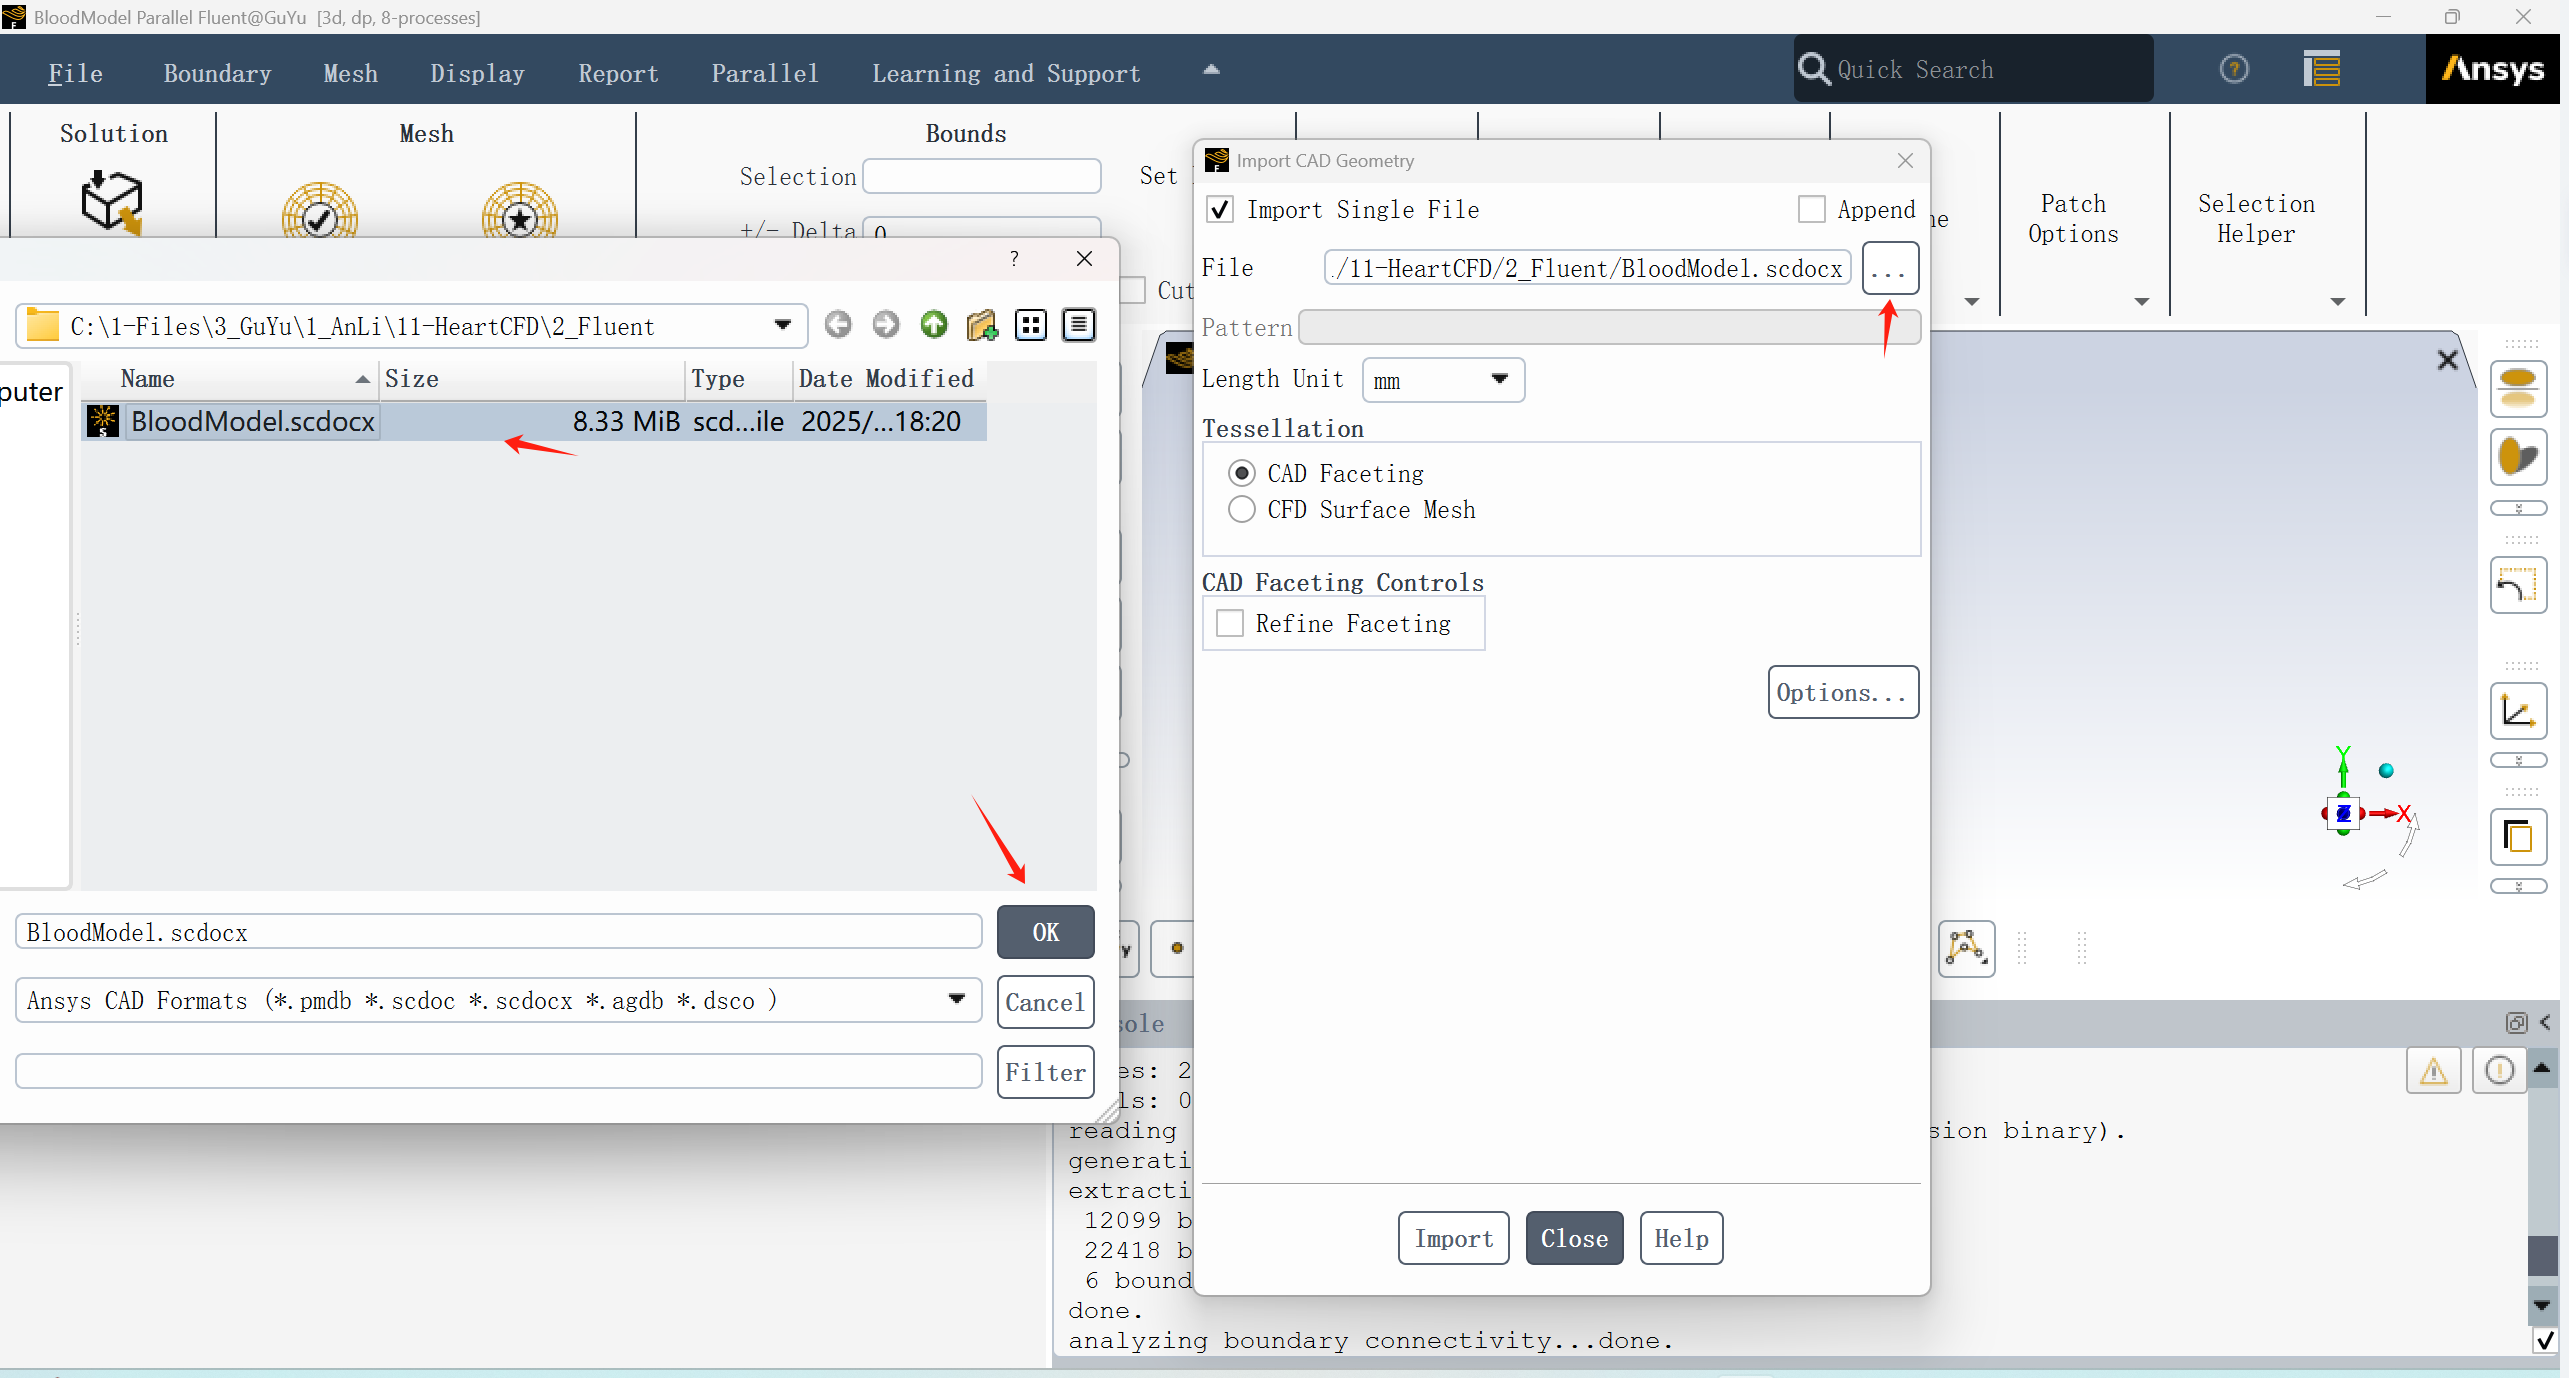 BloodModel Parallel Fluent@GuYu [3d, dp, 8-processes]
File Boundary Mesh Display Report Parallel Learning and Support
Quick Search
Ansys
Solution
Mesh
Bounds
Selection
+/- Delta 0
Set
Cut
Patch Options
Selection Helper
?
C:\1-Files\3_GuYu\1_AnLi\11-HeartCFD\2_Fluent
puter
Name Size Type Date Modified
BloodModel.scdocx 8.33 MiB scd...ile 2025/...18:20
BloodModel.scdocx
OK
Ansys CAD Formats (*.pmdb *.scdoc *.scdocx *.agdb *.dsco )
Cancel
Filter
Import CAD Geometry
Import Single File
Append
File ./11-HeartCFD/2_Fluent/BloodModel.scdocx ...
Pattern
Length Unit mm
Tessellation
CAD Faceting
CFD Surface Mesh
CAD Faceting Controls
Refine Faceting
Options...
Import Close Help
Y
Z
X
sole
es: 2
ls: 0
reading sion binary).
generati
extracti
12099 b
22418 b
6 bound
done.
analyzing boundary connectivity...done.